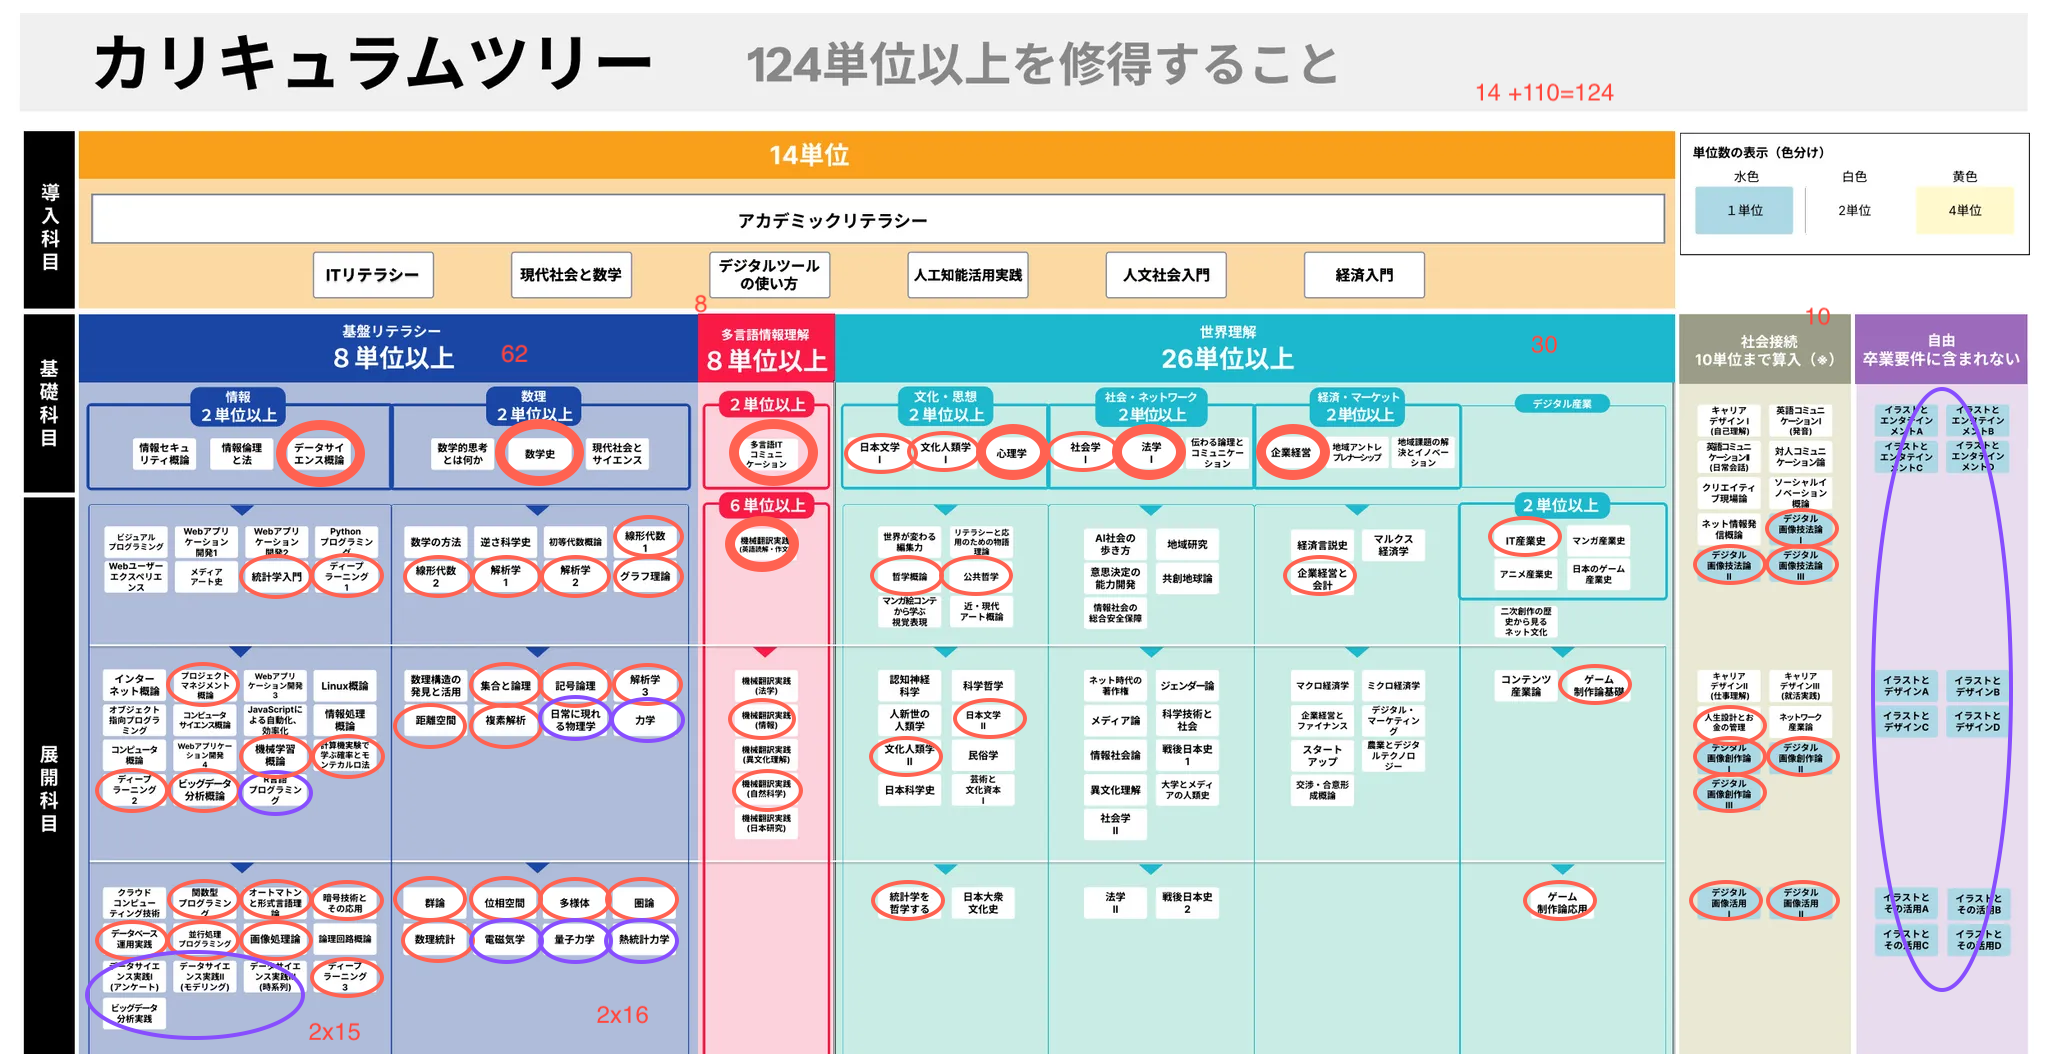 カリキュラムツリー
124単位以上を修得すること
14 +110=124
導入科目
14単位
アカデミックリテラシー
ITリテラシー
現代社会と数学
デジタルツール
の使い方
人工知能活用実践
人文社会入門
経済入門
単位数の表示（色分け）
水色
白色
黄色
1単位
2単位
4単位
基礎科目
基盤リテラシー
8単位以上
62
8
多言語情報理解
8単位以上
世界理解
26単位以上
30
10
社会接続
10単位まで算入（※）
自由
卒業要件に含まれない
情報
2単位以上
情報セキュ
リティ概論
情報倫理
と法
データサイ
エンス概論
数理
2単位以上
数学的思考
とは何か
数学史
現代社会と
サイエンス
2単位以上
多言語IT
コミュニ
ケーション
文化・思想
2単位以上
日本文学
I
文化人類学
I
心理学
社会・ネットワーク
2単位以上
社会学
I
法学
I
伝わる論理と
コミュニケー
ション
経済・マーケット
2単位以上
企業経営
地域アントレ
プレナーシップ
地域課題の解
決とイノベー
ション
デジタル産業
キャリア
デザイン I
(自己理解)
英語コミュニ
ケーションI
(発音)
英語コミュニ
ケーションII
(日常会話)
対人コミュニ
ケーション論
クリエイティ
ブ現場論
ソーシャルイ
ノベーション
概論
ネット情報発
信概論
デジタル
画像技法論
I
デジタル
画像技法論
II
デジタル
画像技法論
III
イラストと
エンタテイン
メントA
イラストと
エンタテイン
メントB
イラストと
エンタテイン
メントC
イラストと
エンタテイン
メントD
展開科目
ビジュアル
プログラミング
Webアプリ
ケーション
開発1
Webアプリ
ケーション
開発2
Python
プログラミン
グ
Webユーザー
エクスペリエ
ンス
メディア
アート史
統計学入門
ディープ
ラーニング
1
数学の方法
逆さ科学史
初等代数概論
線形代数
1
線形代数
2
解析学
1
解析学
2
グラフ理論
6単位以上
機械翻訳実践
(英語読解・作文)
世界が変わる
編集力
リテラシーと応
用のための物語
理論
哲学概論
公共哲学
マンガ絵コンテ
から学ぶ
視覚表現
近・現代
アート概論
AI社会の
歩き方
地域研究
意思決定の
能力開発
共創地球論
情報社会の
総合安全保障
経済言説史
マルクス
経済学
企業経営と
会計
2単位以上
IT産業史
マンガ産業史
アニメ産業史
日本のゲーム
産業史
二次創作の歴
史から見る
ネット文化
インター
ネット概論
プロジェクト
マネジメント
概論
Webアプリ
ケーション開発
3
Linux概論
オブジェクト
指向プログラ
ミング
コンピュータ
サイエンス概論
JavaScriptに
よる自動化、
効率化
情報処理
概論
コンピュータ
概論
Webアプリケー
ション開発
4
機械学習
概論
計算機実験で
学ぶ確率とモ
ンテカルロ法
ディープ
ラーニング
2
ビッグデータ
分析概論
R言語
プログラミン
グ
数理構造の
発見と活用
集合と論理
記号論理
解析学
3
距離空間
複素解析
日常に現れ
る物理学
力学
機械翻訳実践
(法学)
機械翻訳実践
(情報)
機械翻訳実践
(異文化理解)
機械翻訳実践
(自然科学)
機械翻訳実践
(日本研究)
認知神経
科学
科学哲学
人新世の
人類学
日本文学
II
文化人類学
II
民俗学
日本科学史
芸術と
文化資本
I
ネット時代の
著作権
ジェンダー論
メディア論
科学技術と
社会
情報社会論
戦後日本史
1
異文化理解
大学とメディ
アの人類史
社会学
II
マクロ経済学
ミクロ経済学
企業経営と
ファイナンス
デジタル・
マーケティン
グ
スタート
アップ
農業とデジタ
ルテクノロ
ジー
交渉・合意形
成概論
コンテンツ
産業論
ゲーム
制作論基礎
キャリア
デザインII
(仕事理解)
キャリア
デザインIII
(就活実践)
人生設計とお
金の管理
ネットワーク
産業論
デジタル
画像創作論
I
デジタル
画像創作論
II
デジタル
画像創作論
III
イラストと
デザインA
イラストと
デザインB
イラストと
デザインC
イラストと
デザインD
クラウド
コンピュー
ティング技術
関数型
プログラミン
グ
オートマトン
と形式言語理
論
暗号技術と
その応用
データベース
運用実践
並行処理
プログラミング
画像処理論
論理回路概論
データサイエ
ンス実践I
(アンケート)
データサイエ
ンス実践II
(モデリング)
データサイエ
ンス実践III
(時系列)
ディープ
ラーニング
3
ビッグデータ
分析実践
2x15
群論
位相空間
多様体
圏論
数理統計
電磁気学
量子力学
熱統計力学
2x16
統計学を
哲学する
日本大衆
文化史
法学
II
戦後日本史
2
ゲーム
制作論応用
デジタル
画像活用
I
デジタル
画像活用
II
イラストと
その活用A
イラストと
その活用B
イラストと
その活用C
イラストと
その活用D